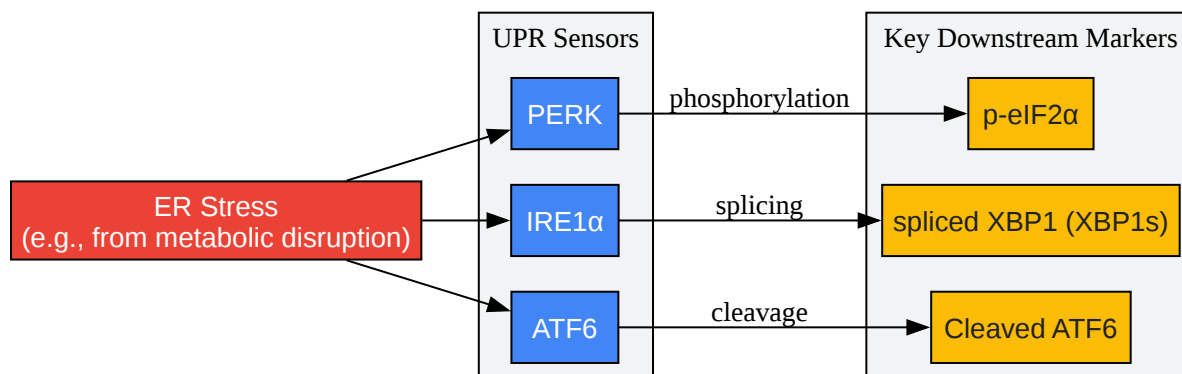 UPR Sensors
Key Downstream Markers
PERK
phosphorylation
p-eIF2α
ER Stress
(e.g., from metabolic disruption)
IRE1α
splicing
spliced XBP1 (XBP1s)
ATF6
cleavage
Cleaved ATF6